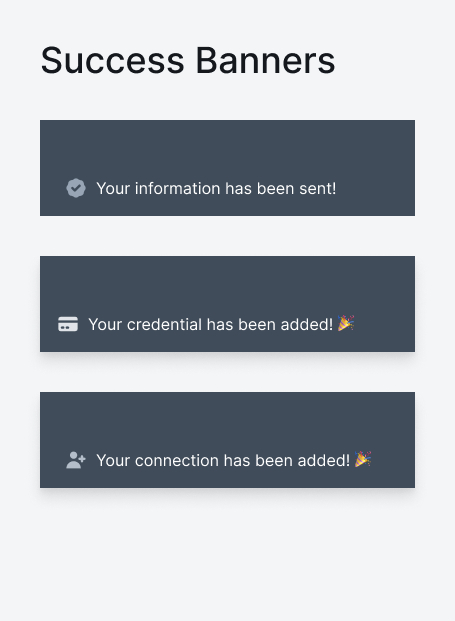 Success Banners
Your information has been sent!
Your credential has been added! 🎉
Your connection has been added! 🎉